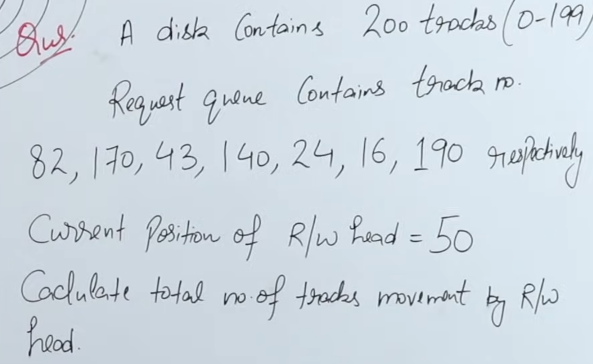 Ques. A disk Contains 200 tracks (0-199)
Request queue Contains track no.
82, 170, 43, 140, 24, 16, 190 respectively
Current Position of R/W head = 50
Caclulate total no. of tracks movement by R/W
head.